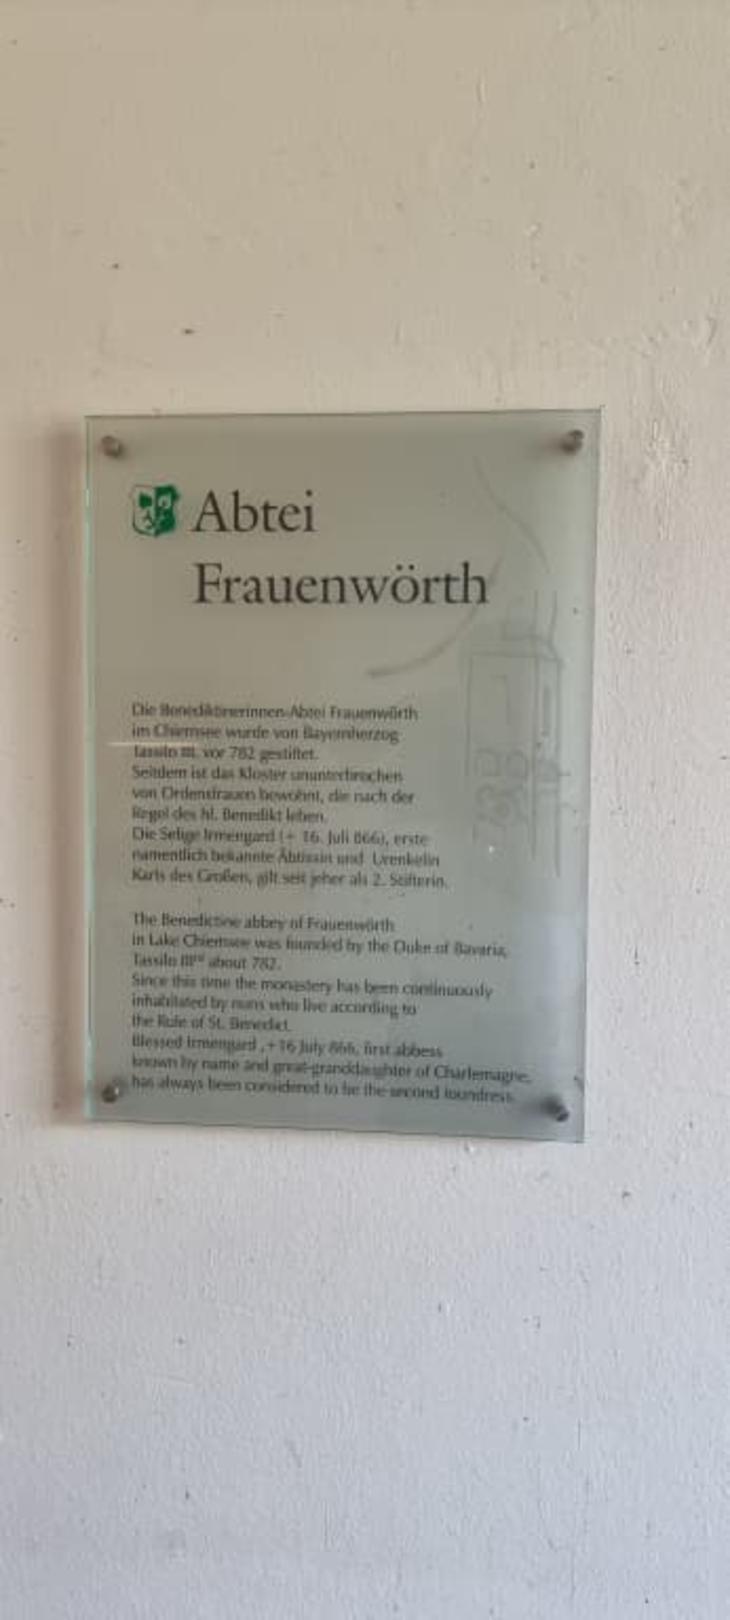 Abtei
Frauenwörth
Die Benediktinerinnen-Abtei Frauenwörth
im Chiemsee wurde von Bayernherzog
Tassilo III. vor 782 gestiftet.
Seitdem ist das Kloster ununterbrochen
von Ordensfrauen bewohnt, die nach der
Regel des hl. Benedikt leben.
Die Selige Irmengard (+ 16. Juli 866), erste
namentlich bekannte Äbtissin und Urenkelin
Karls des Großen, gilt seit jeher als 2. Stifterin.
The Benedictine abbey of Frauenwörth
in Lake Chiemsee was founded by the Duke of Bavaria,
Tassilo IIIrd about 782.
Since this time the monastery has been continuously
inhabitated by nuns who live according to
the Rule of St. Benedict.
Blessed Irmengard ,+16 July 866, first abbess
known by name and great-granddaughter of Charlemagne,
has always been considered to be the second foundress.